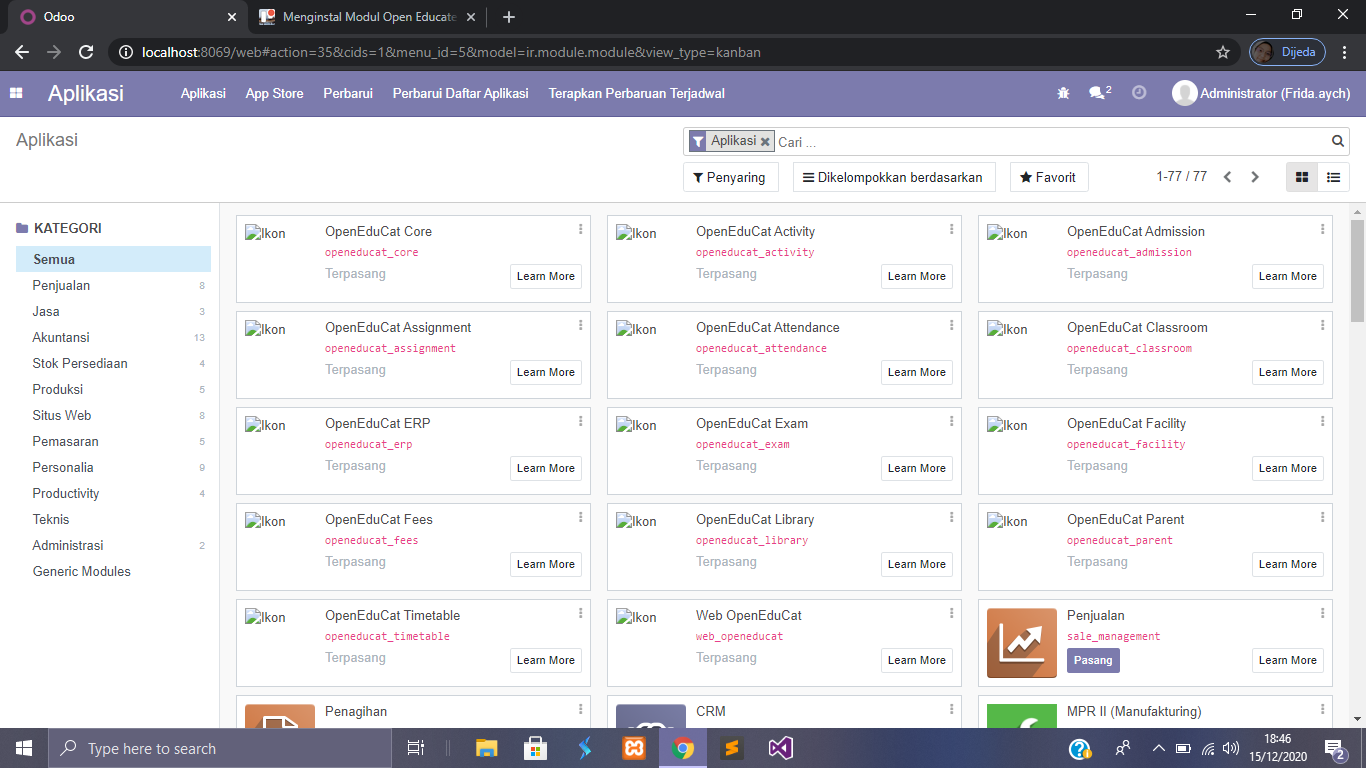 Odoo
Menginstal Modul Open Educate
localhost:8069/web#action=35&cids=1&menu_id=5&model=ir.module.module&view_type=kanban
Dijeda
Aplikasi
Aplikasi App Store Perbarui Perbarui Daftar Aplikasi Terapkan Perbaruan Terjadwal
2
Administrator (Frida.aych)
Aplikasi
Aplikasi Cari ...
Penyaring Dikelompokkan berdasarkan Favorit 1-77 / 77
KATEGORI
Semua
Penjualan 8
Jasa 3
Akuntansi 13
Stok Persediaan 4
Produksi 5
Situs Web 8
Pemasaran 5
Personalia 9
Productivity 4
Teknis
Administrasi 2
Generic Modules
Ikon
OpenEduCat Core
openeducat_core
Terpasang
Learn More
Ikon
OpenEduCat Activity
openeducat_activity
Terpasang
Learn More
Ikon
OpenEduCat Admission
openeducat_admission
Terpasang
Learn More
Ikon
OpenEduCat Assignment
openeducat_assignment
Terpasang
Learn More
Ikon
OpenEduCat Attendance
openeducat_attendance
Terpasang
Learn More
Ikon
OpenEduCat Classroom
openeducat_classroom
Terpasang
Learn More
Ikon
OpenEduCat ERP
openeducat_erp
Terpasang
Learn More
Ikon
OpenEduCat Exam
openeducat_exam
Terpasang
Learn More
Ikon
OpenEduCat Facility
openeducat_facility
Terpasang
Learn More
Ikon
OpenEduCat Fees
openeducat_fees
Terpasang
Learn More
Ikon
OpenEduCat Library
openeducat_library
Terpasang
Learn More
Ikon
OpenEduCat Parent
openeducat_parent
Terpasang
Learn More
Ikon
OpenEduCat Timetable
openeducat_timetable
Terpasang
Learn More
Ikon
Web OpenEduCat
web_openeducat
Terpasang
Learn More
Penjualan
sale_management
Pasang
Learn More
Penagihan
CRM
MPR II (Manufakturing)
Type here to search
18:46
15/12/2020
2